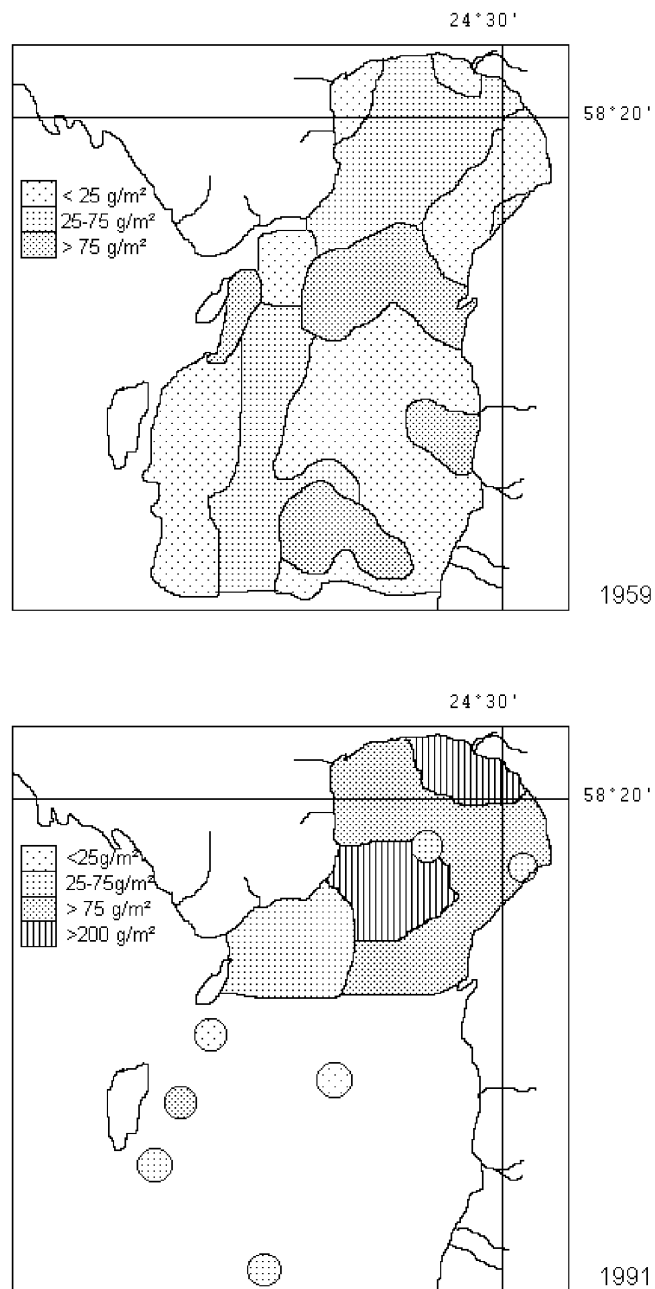 24°30'
58°20'
< 25 g/m²
25-75 g/m²
> 75 g/m²
1959
24°30'
58°20'
<25g/m²
25-75g/m²
> 75 g/m²
>200 g/m²
1991